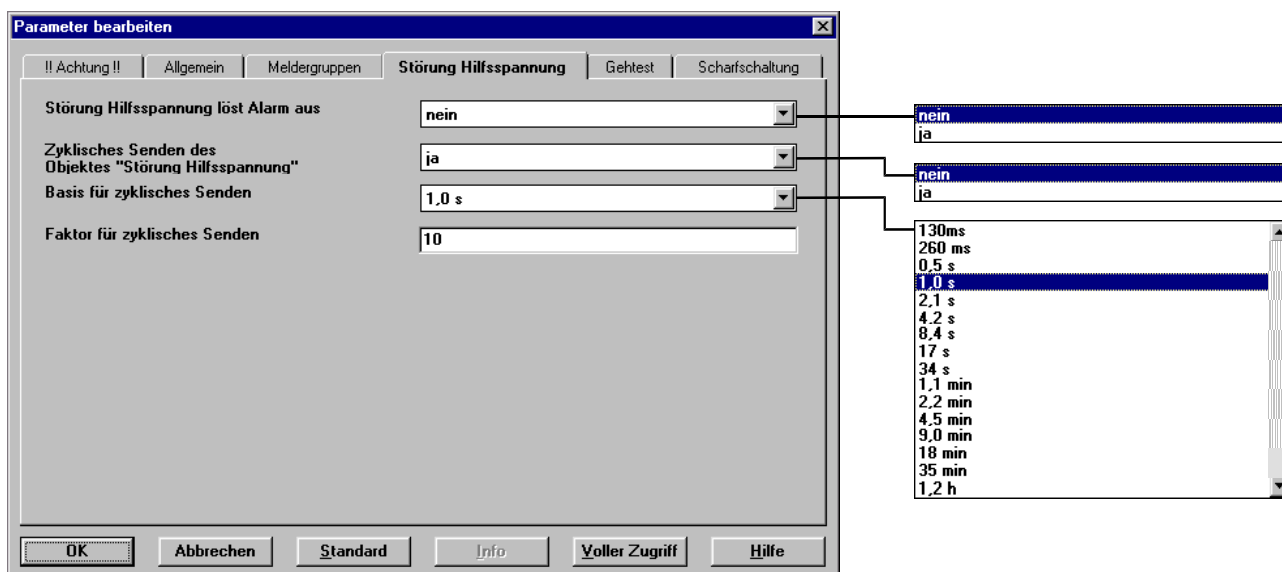 Parameter bearbeiten
!! Achtung !!
Allgemein
Meldergruppen
Störung Hilfsspannung
Gehtest
Scharfschaltung
Störung Hilfsspannung löst Alarm aus
nein
Zyklisches Senden des
Objektes "Störung Hilfsspannung"
ja
Basis für zyklisches Senden
1,0 s
Faktor für zyklisches Senden
10
OK
Abbrechen
Standard
Info
Voller Zugriff
Hilfe
nein
ja
nein
ja
130ms
260 ms
0,5 s
1,0 s
2,1 s
4.2 s
8,4 s
17 s
34 s
1,1 min
2,2 min
4,5 min
9,0 min
18 min
35 min
1,2 h